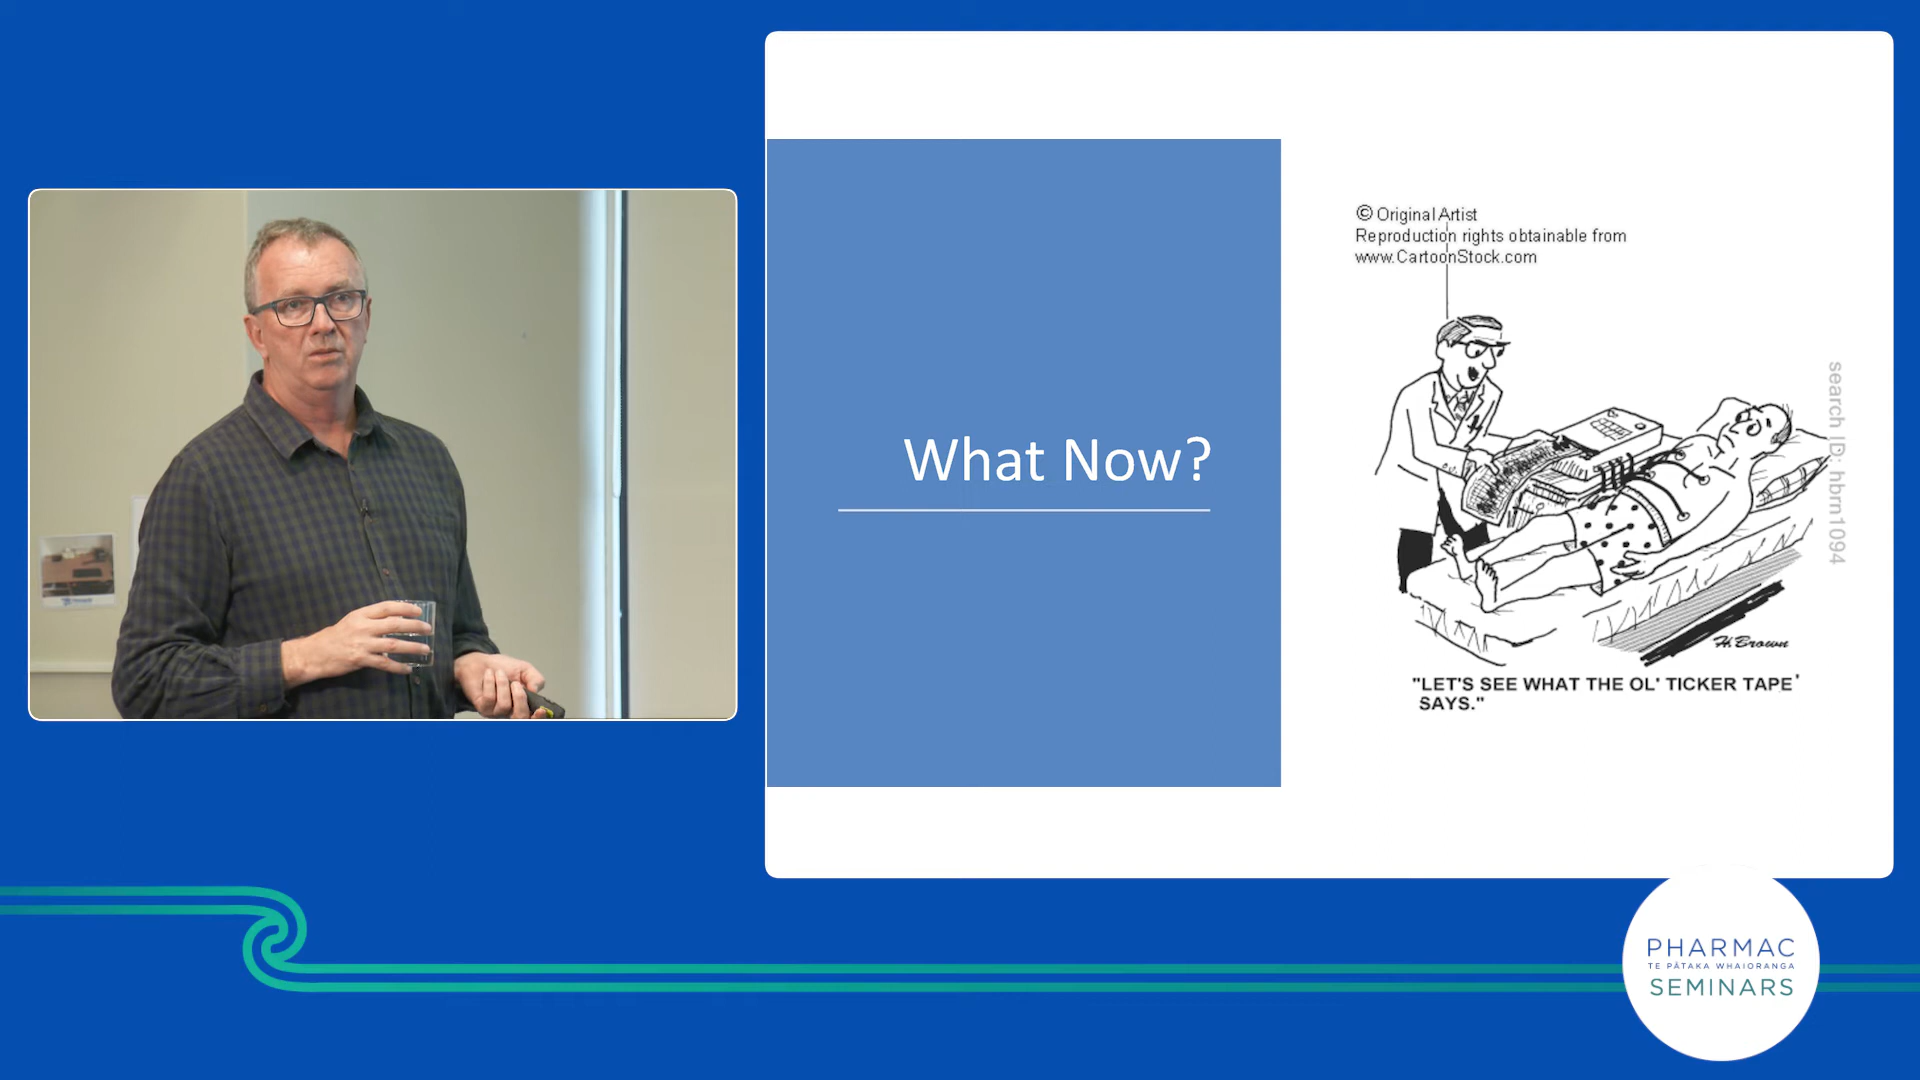 What Now?
© Original Artist
Reproduction rights obtainable from
www.CartoonStock.com
search ID: hbrn1094
H. Brown
"LET'S SEE WHAT THE OL' TICKER TAPE'
SAYS."
PHARMAC
TE PĀTAKA WHAIORANGA
SEMINARS